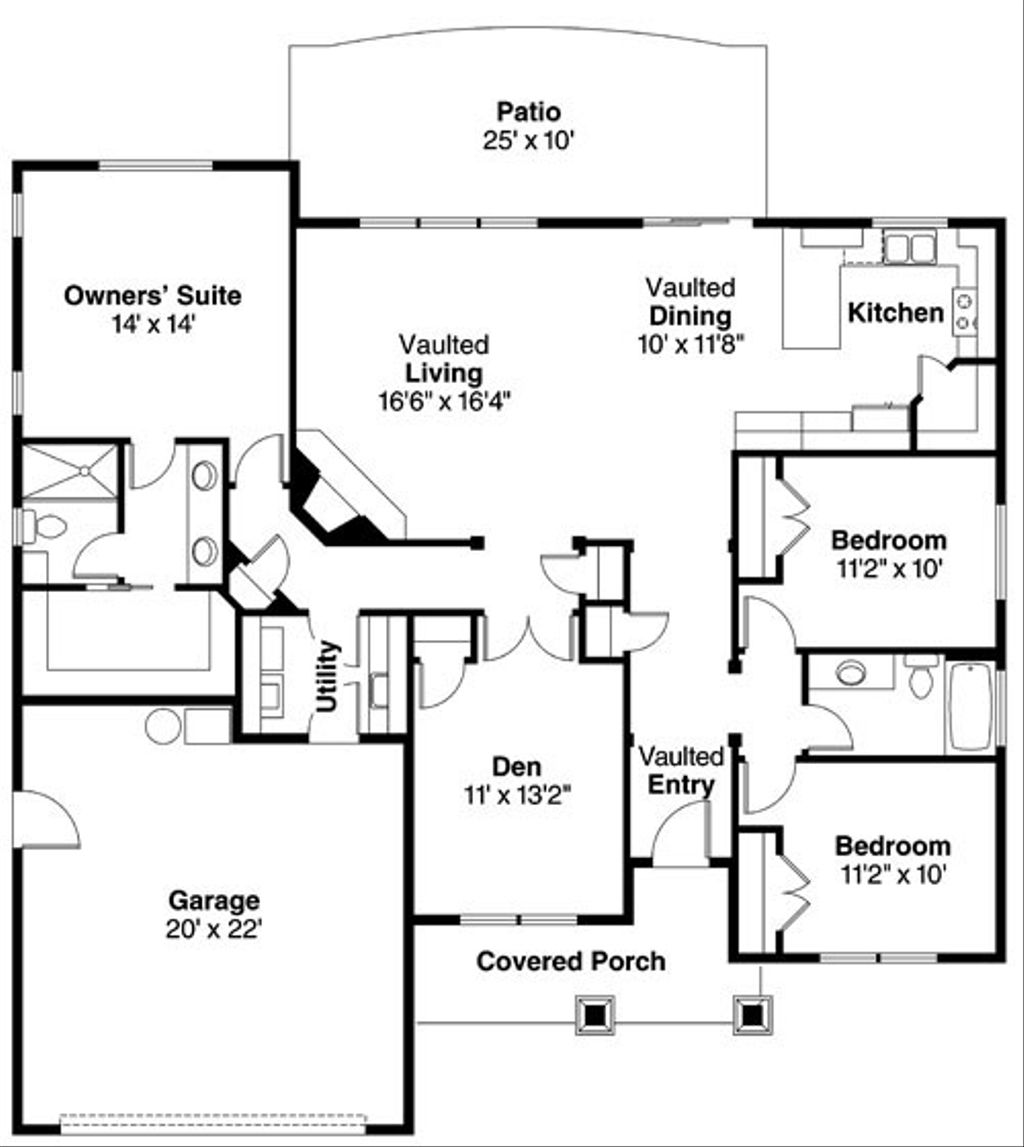 Patio
25' x 10'
Owners' Suite
14' x 14'
Vaulted
Living
16'6" x 16'4"
Vaulted
Dining
10' x 11'8"
Kitchen
Bedroom
11'2" x 10'
Utility
Den
11' x 13'2"
Vaulted
Entry
Bedroom
11'2" x 10'
Garage
20' x 22'
Covered Porch